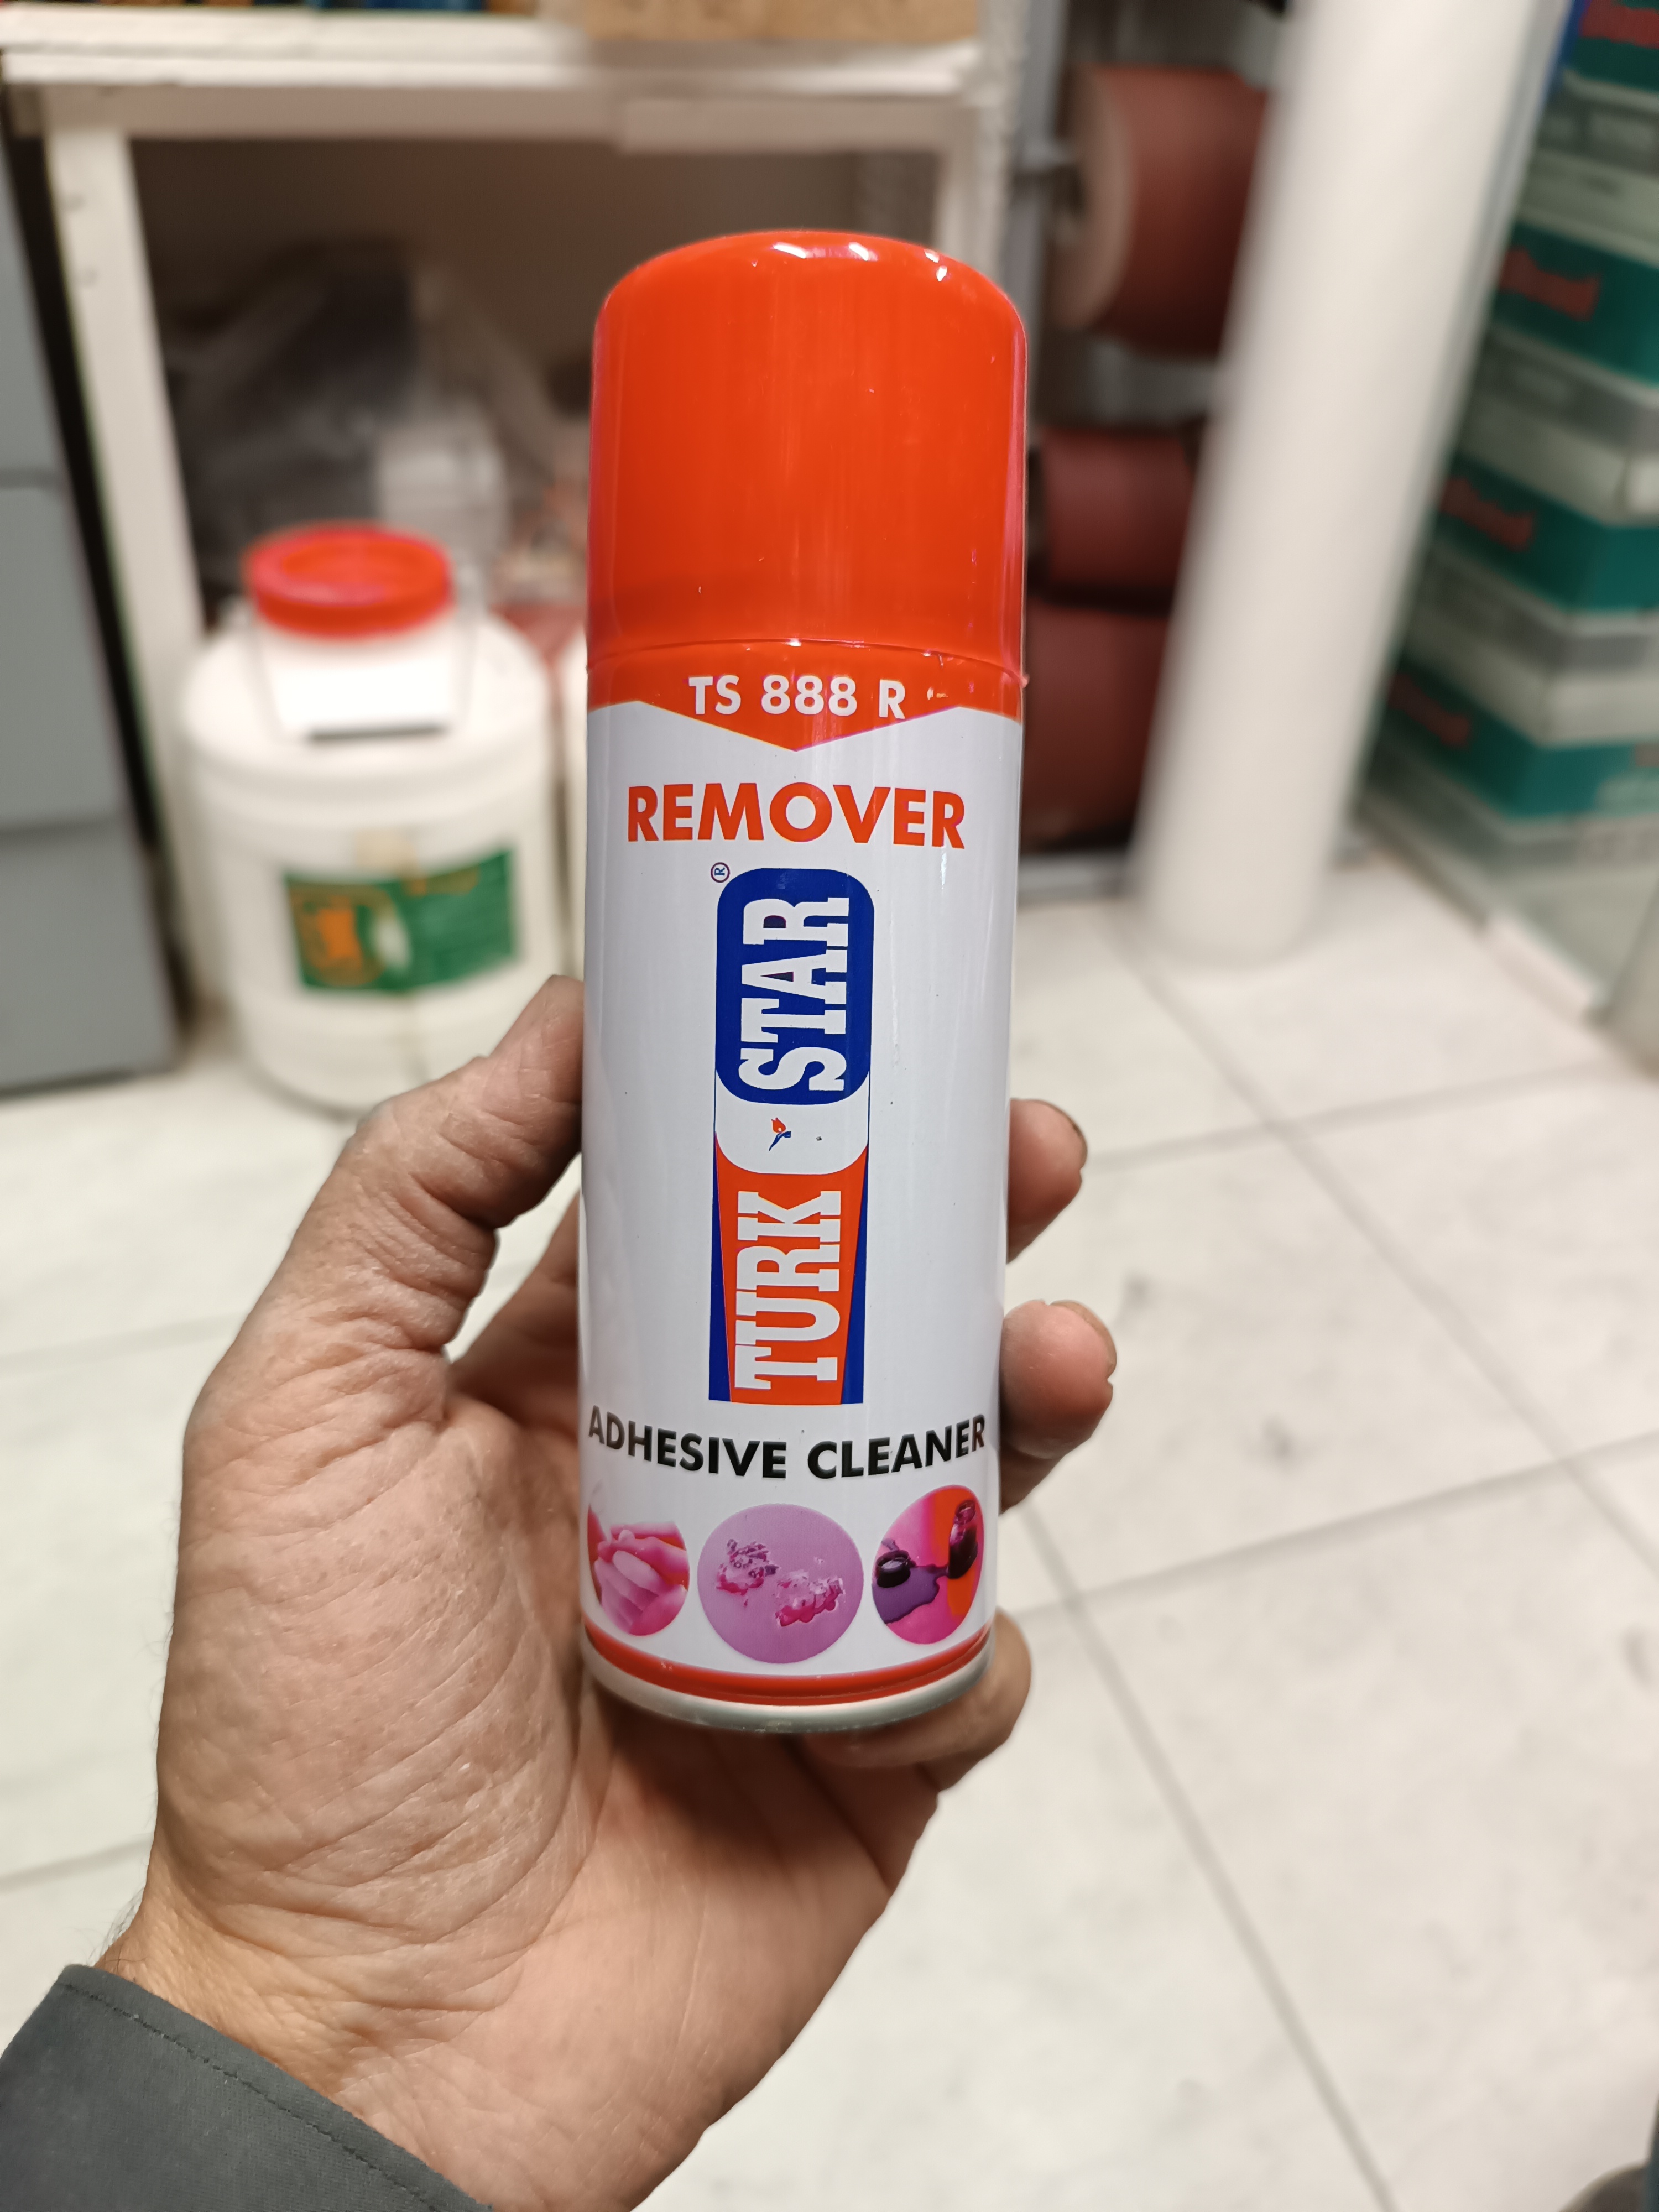 TS 888 R
REMOVER
TURK STAR
®
ADHESIVE CLEANER